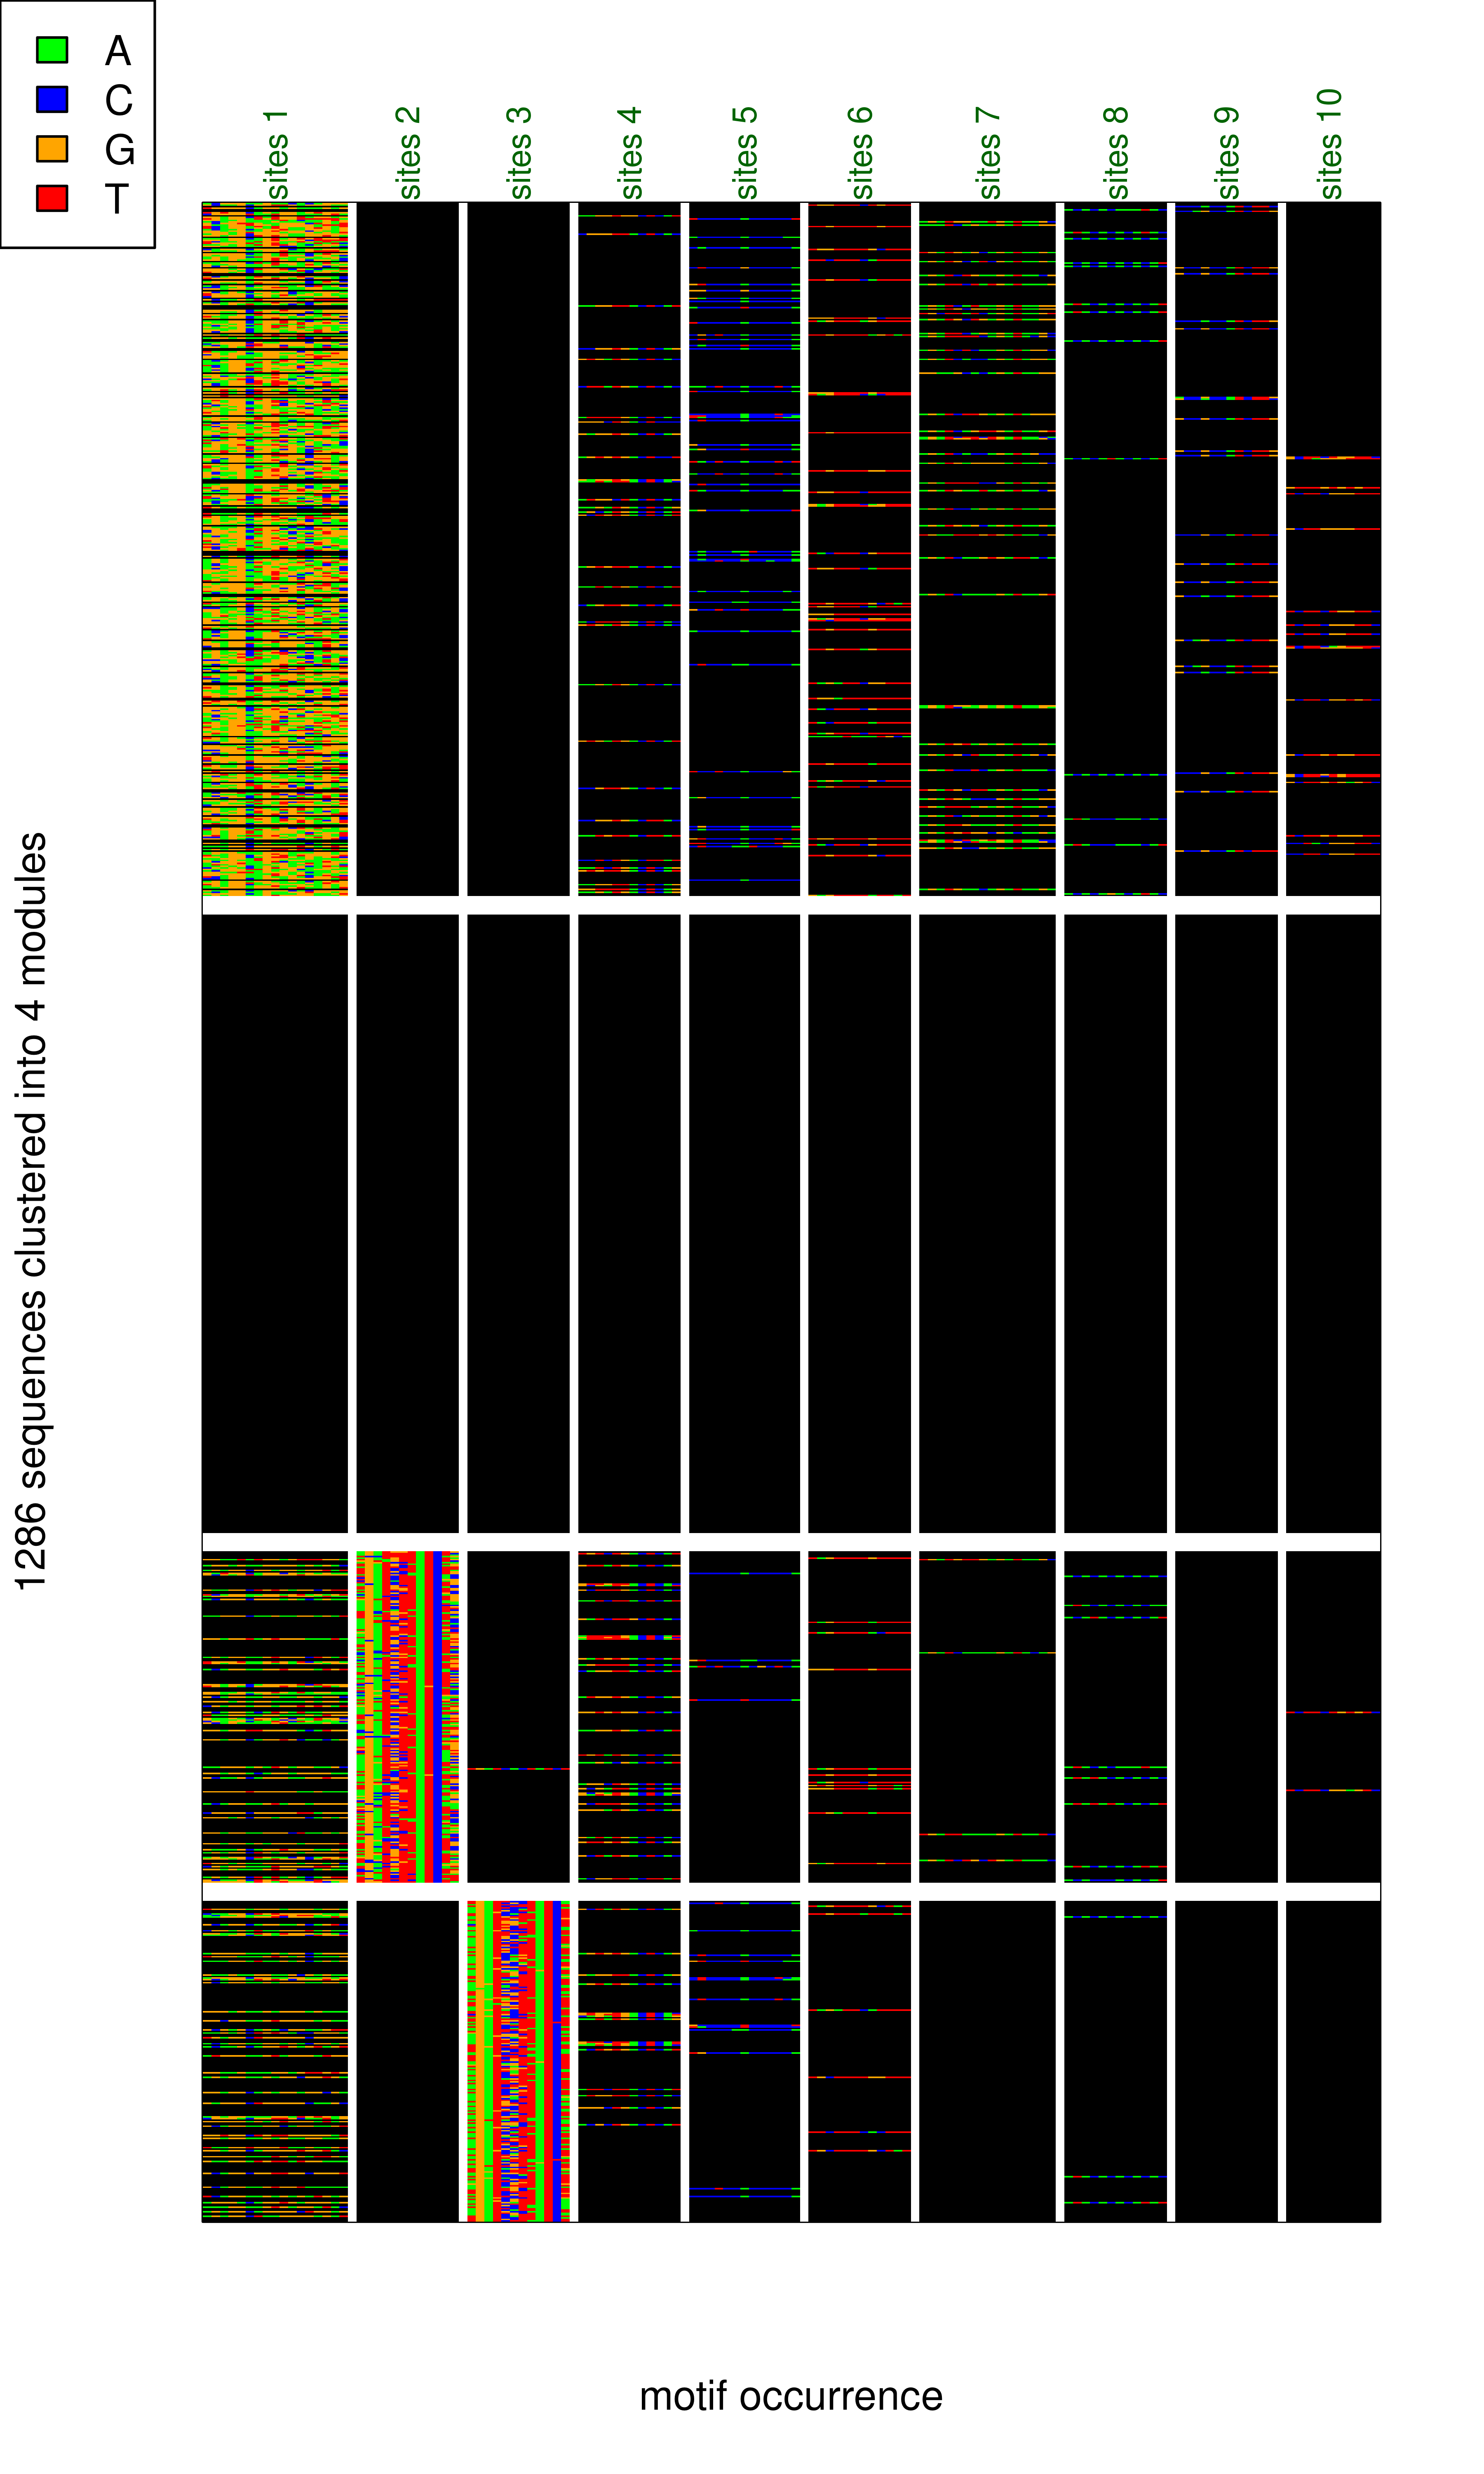 A
C
G
T
sites 1
sites 2
sites 3
sites 4
sites 5
sites 6
sites 7
sites 8
sites 9
sites 10
1286 sequences clustered into 4 modules
motif occurrence